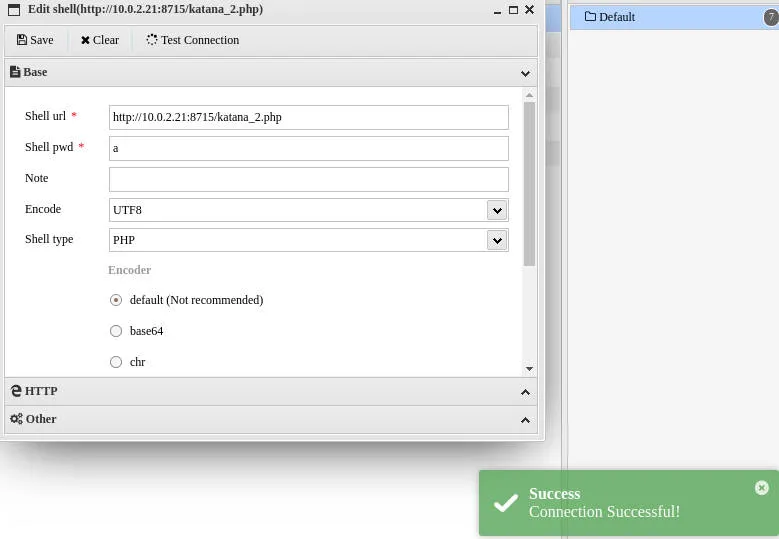 Edit shell(http://10.0.2.21:8715/katana_2.php)
Save Clear Test Connection
Base
Shell url * http://10.0.2.21:8715/katana_2.php
Shell pwd * a
Note
Encode UTF8
Shell type PHP
Encoder
default (Not recommended)
base64
chr
HTTP
Other
Default 7
Success
Connection Successful!